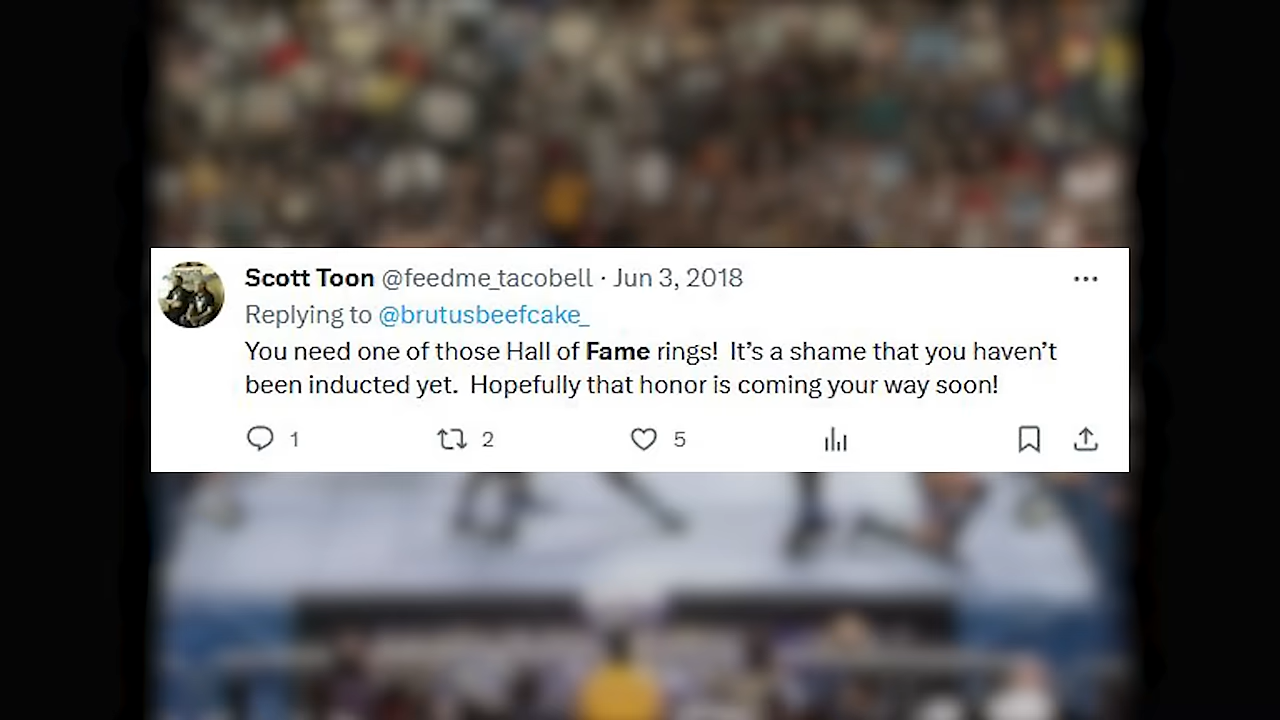 Scott Toon @feedme_tacobell · Jun 3, 2018
Replying to @brutusbeefcake_
You need one of those Hall of Fame rings!  It’s a shame that you haven’t
been inducted yet.  Hopefully that honor is coming your way soon!
1 2 5